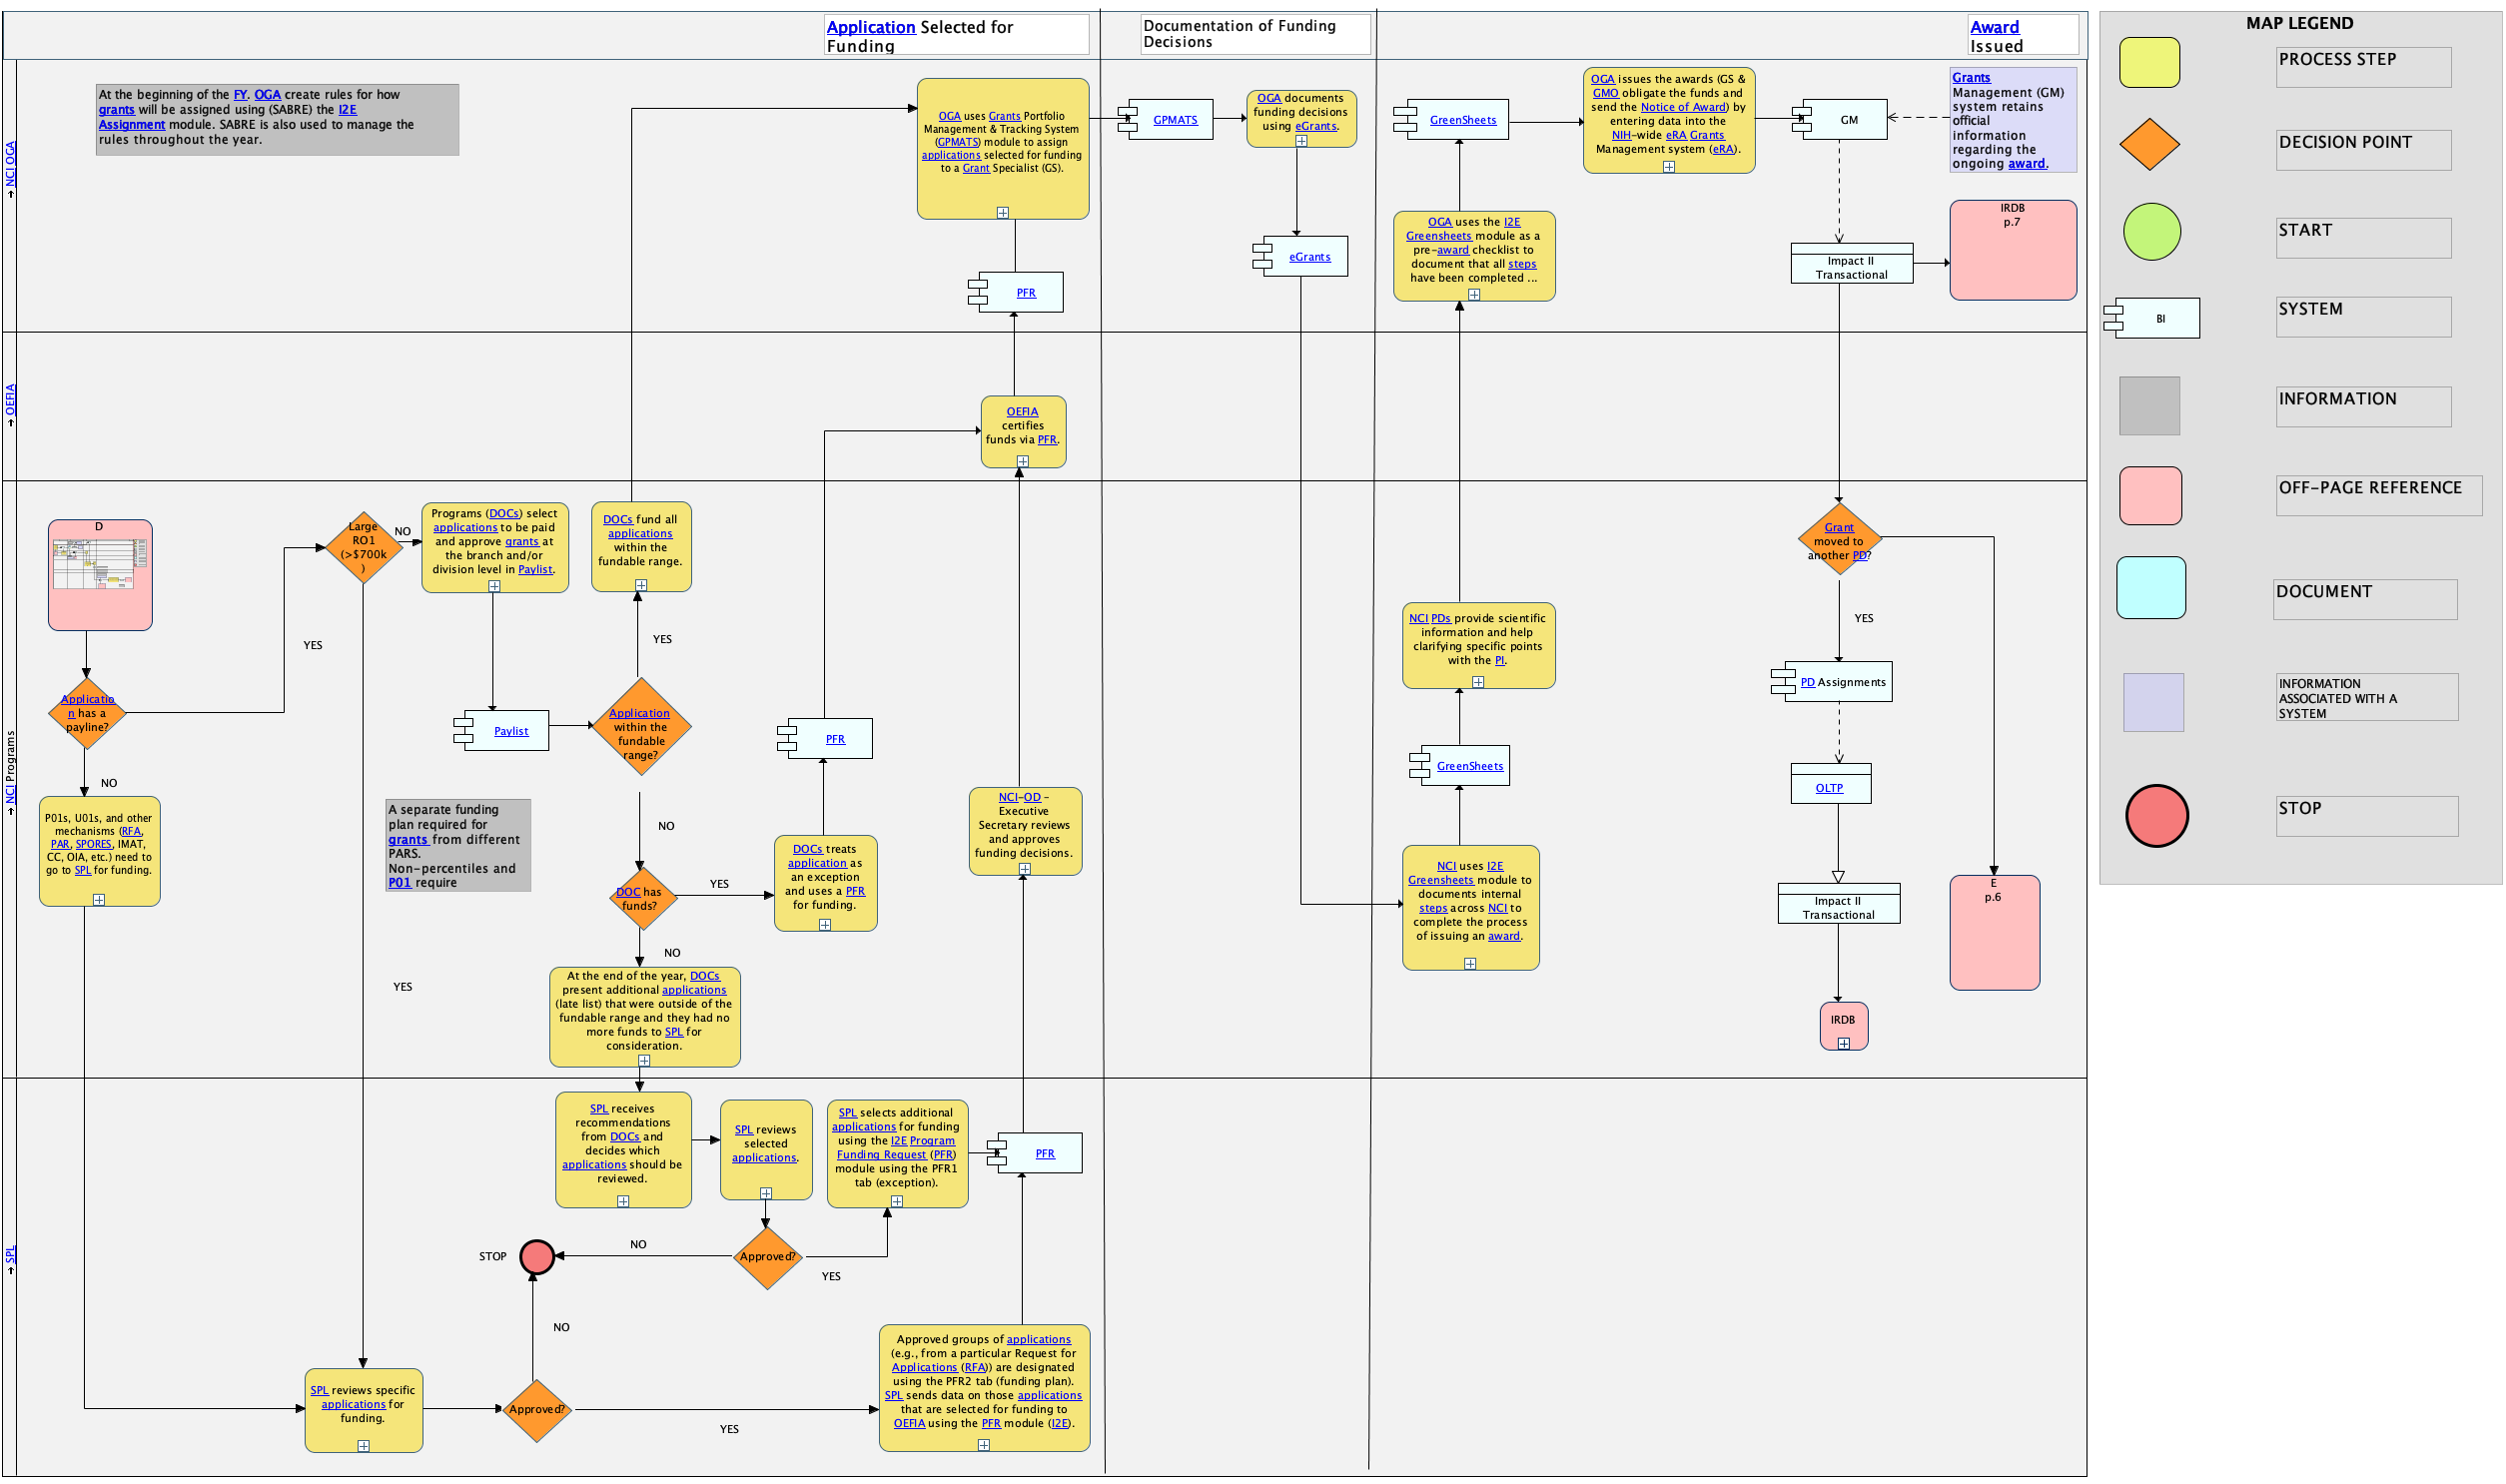 Application Selected for
Funding
Documentation of Funding
Decisions
Award
Issued
NCI OGA
At the beginning of the FY. OGA create rules for how
grants will be assigned using (SABRE) the I2E
Assignment module. SABRE is also used to manage the
rules throughout the year.
OGA uses Grants Portfolio
Management & Tracking System
(GPMATS) module to assign
applications selected for funding
to a Grant Specialist (GS).
PFR
GPMATS
OGA documents
funding decisions
using eGrants.
eGrants
GreenSheets
OGA uses the I2E
Greensheets module as a
pre-award checklist to
document that all steps
have been completed ...
OGA issues the awards (GS &
GMO obligate the funds and
send the Notice of Award) by
entering data into the
NIH-wide eRA Grants
Management system (eRA).
GM
Grants
Management (GM)
system retains
official
information
regarding the
ongoing award.
Impact II
Transactional
IRDB
p.7
OEFIA
OEFIA
certifies
funds via PFR.
NCI Programs
D
Applicatio
n has a
payline?
YES
NO
P01s, U01s, and other
mechanisms (RFA,
PAR, SPORES, IMAT,
CC, OIA, etc.) need to
go to SPL for funding.
Large
RO1
(>$700k
)
NO
YES
Programs (DOCs) select
applications to be paid
and approve grants at
the branch and/or
division level in Paylist.
Paylist
DOCs fund all
applications
within the
fundable range.
YES
Application
within the
fundable
range?
NO
A separate funding
plan required for
grants from different
PARS.
Non-percentiles and
P01 require
DOC has
funds?
YES
NO
DOCs treats
application as
an exception
and uses a PFR
for funding.
PFR
At the end of the year, DOCs
present additional applications
(late list) that were outside of the
fundable range and they had no
more funds to SPL for
consideration.
NCI-OD -
Executive
Secretary reviews
and approves
funding decisions.
NCI PDs provide scientific
information and help
clarifying specific points
with the PI.
GreenSheets
NCI uses I2E
Greensheets module to
documents internal
steps across NCI to
complete the process
of issuing an award.
Grant
moved to
another PD?
YES
PD Assignments
OLTP
Impact II
Transactional
IRDB
E
p.6
SPL
SPL receives
recommendations
from DOCs and
decides which
applications should be
reviewed.
SPL reviews
selected
applications.
SPL selects additional
applications for funding
using the I2E Program
Funding Request (PFR)
module using the PFR1
tab (exception).
PFR
STOP
NO
Approved?
YES
NO
SPL reviews specific
applications for
funding.
Approved?
YES
Approved groups of applications
(e.g., from a particular Request for
Applications (RFA)) are designated
using the PFR2 tab (funding plan).
SPL sends data on those applications
that are selected for funding to
OEFIA using the PFR module (I2E).
MAP LEGEND
PROCESS STEP
DECISION POINT
START
BI
SYSTEM
INFORMATION
OFF-PAGE REFERENCE
DOCUMENT
INFORMATION
ASSOCIATED WITH A
SYSTEM
STOP